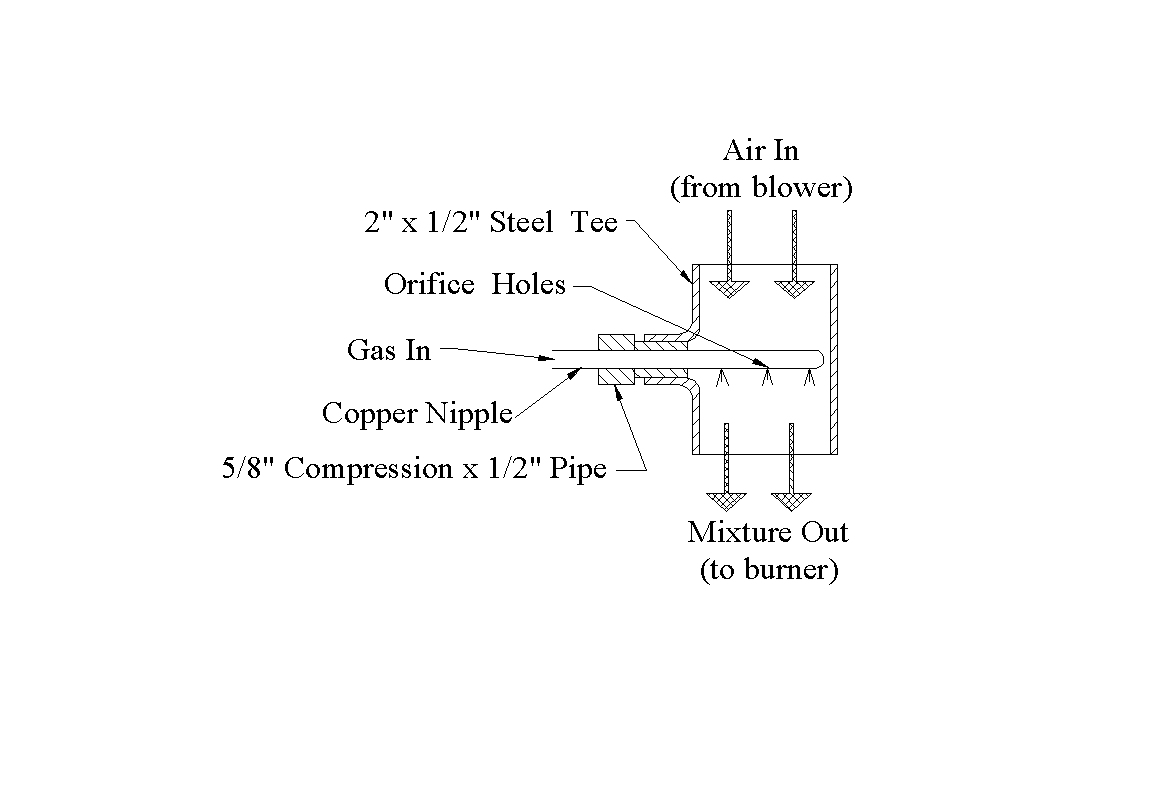 Air In
(from blower)
2" x 1/2" Steel Tee
Orifice Holes
Gas In
Copper Nipple
5/8" Compression x 1/2" Pipe
Mixture Out
(to burner)